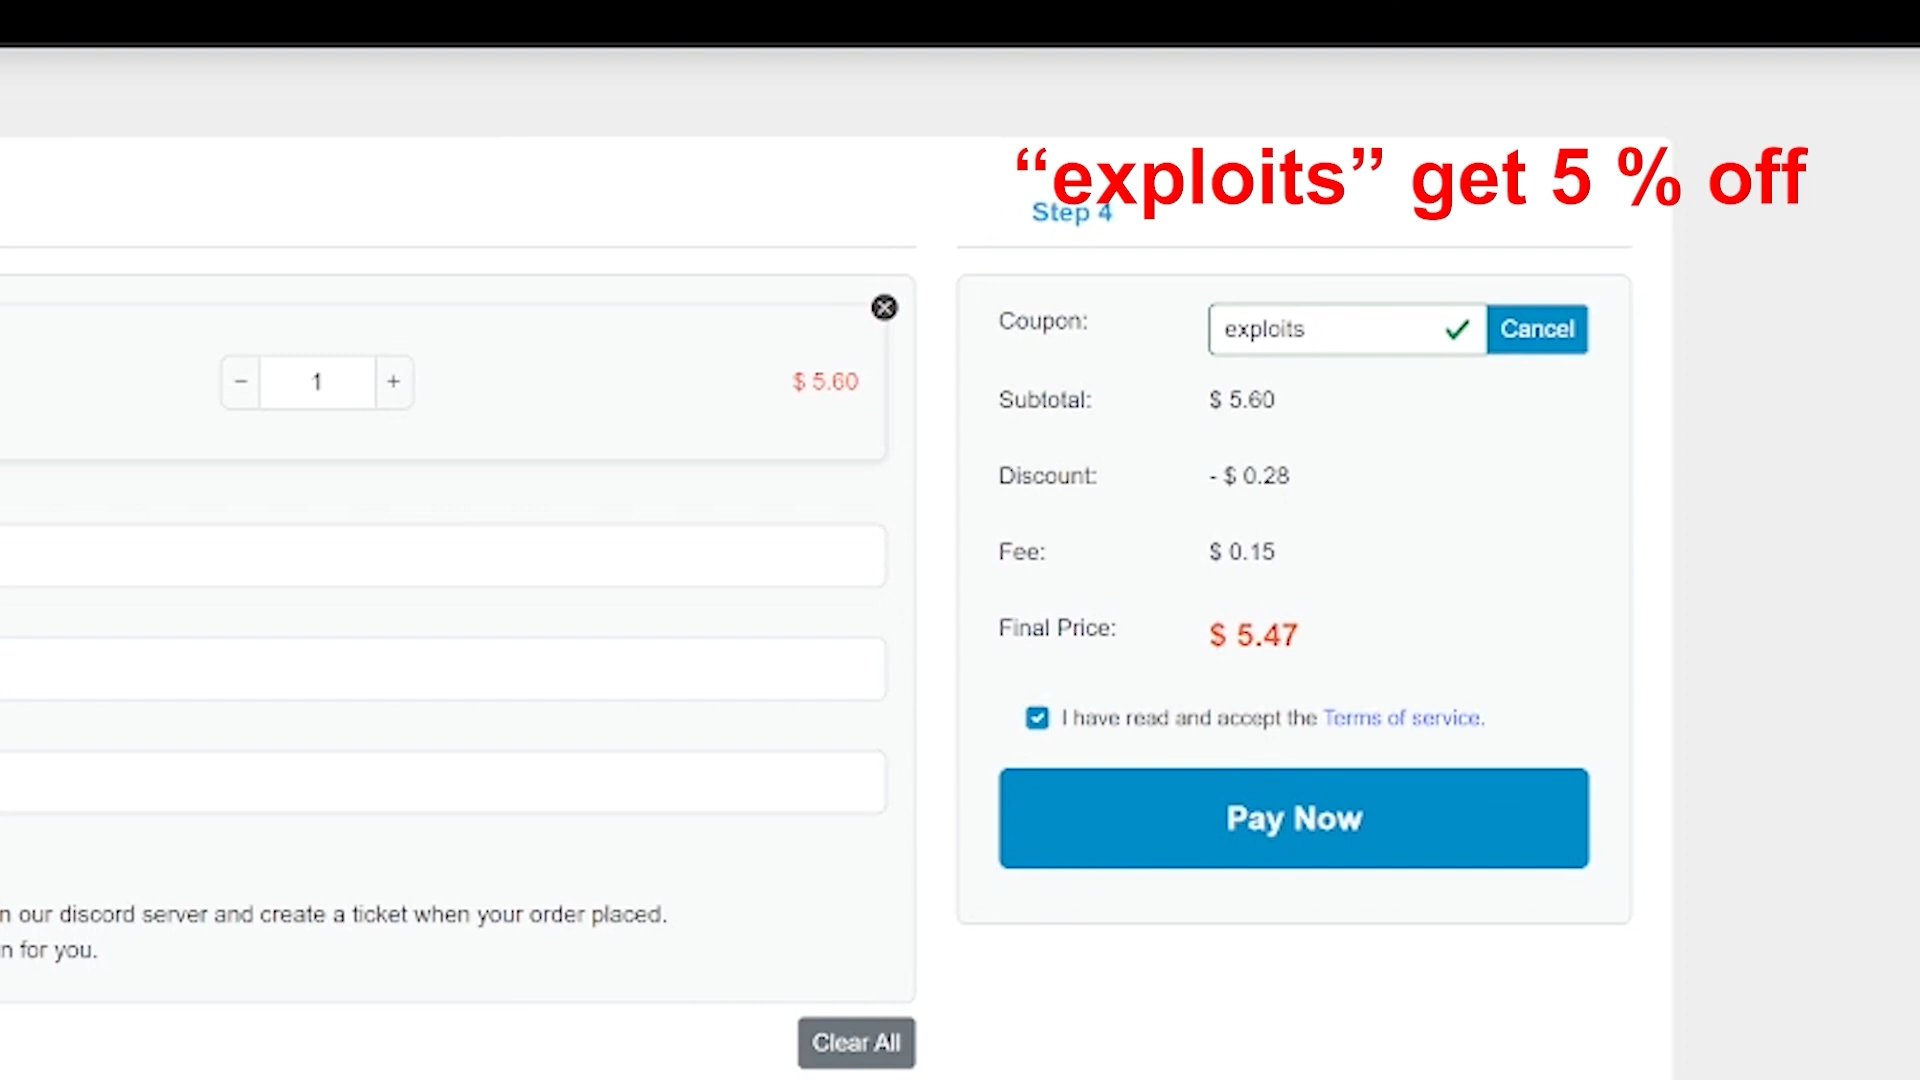 “exploits” get 5 % off
Step 4
− 1 +
$ 5.60
n our discord server and create a ticket when your order placed.
n for you.
Clear All
Coupon:
exploits
Cancel
Subtotal: $ 5.60
Discount: - $ 0.28
Fee: $ 0.15
Final Price: $ 5.47
I have read and accept the Terms of service.
Pay Now